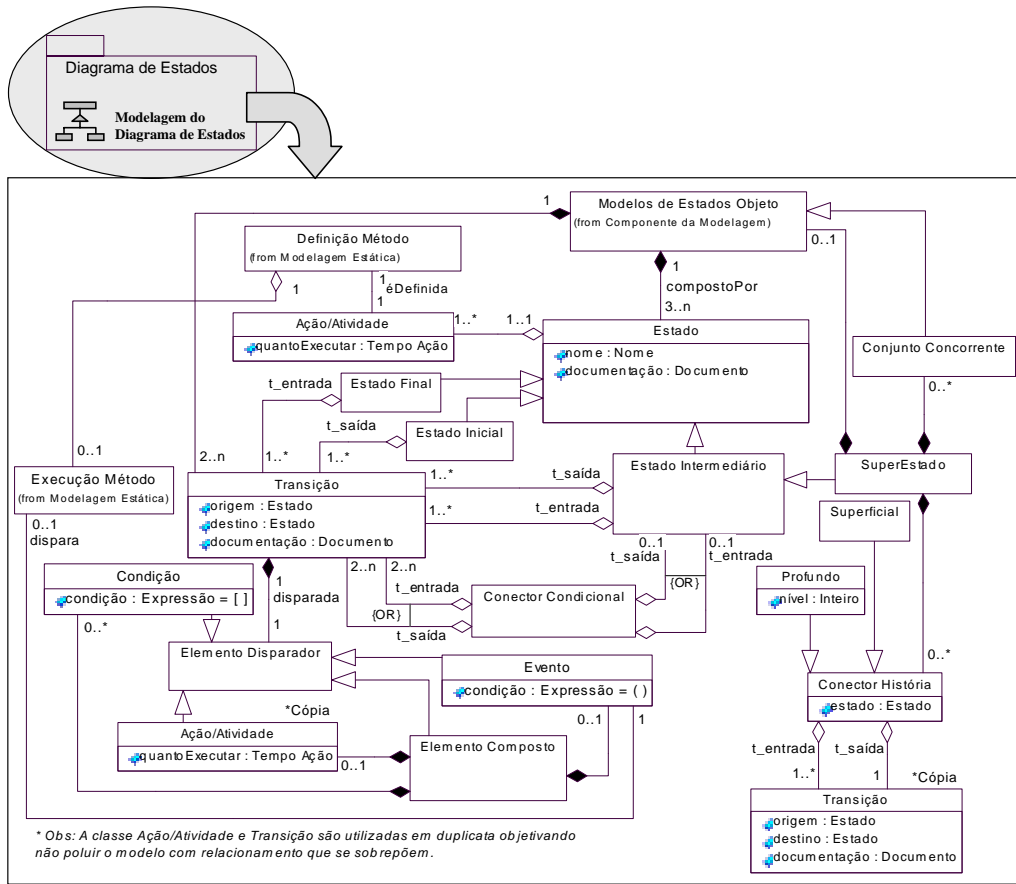 Diagrama de Estados
Modelagem do
Diagrama de Estados
Modelos de Estados Objeto
(from Componente da Modelagem)
1
0..1
Definição Método
(from Modelagem Estática)
1
1
éDefinida
1
1
compostoPor
3..n
Ação/Atividade
quantoExecutar : Tempo Ação
1..*
1..1
Estado
nome : Nome
documentação : Documento
Conjunto Concorrente
0..*
t_entrada
Estado Final
t_saída
Estado Inicial
0..1
2..n
1..*
1..*
Execução Método
(from Modelagem Estática)
0..1
dispara
Transição
origem : Estado
destino : Estado
documentação : Documento
1..*
t_saída
1..*
t_entrada
Estado Intermediário
SuperEstado
Superficial
0..1
t_saída
0..1
t_entrada
{OR}
2..n
2..n
t_entrada
{OR}
t_saída
Conector Condicional
Profundo
nível : Inteiro
Condição
condição : Expressão = [ ]
0..*
1
disparada
1
Elemento Disparador
Evento
condição : Expressão = ( )
0..1
1
0..*
Conector História
estado : Estado
*Cópia
Ação/Atividade
quantoExecutar : Tempo Ação
0..1
Elemento Composto
t_entrada
t_saída
1..*
1
*Cópia
Transição
origem : Estado
destino : Estado
documentação : Documento
* Obs: A classe Ação/Atividade e Transição são utilizadas em duplicata objetivando
não poluir o modelo com relacionamento que se sobrepõem.